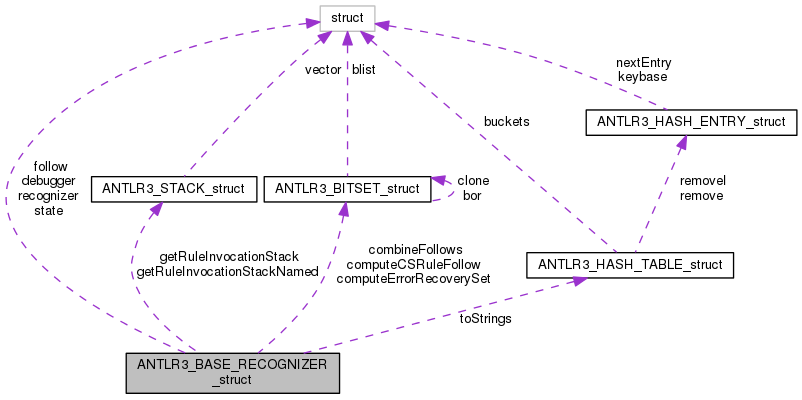 struct
nextEntry
keybase
vector
blist
buckets
ANTLR3_HASH_ENTRY_struct
follow
debugger
recognizer
state
ANTLR3_STACK_struct
ANTLR3_BITSET_struct
clone
bor
removeI
remove
getRuleInvocationStack
getRuleInvocationStackNamed
combineFollows
computeCSRuleFollow
computeErrorRecoverySet
ANTLR3_HASH_TABLE_struct
toStrings
ANTLR3_BASE_RECOGNIZER
_struct